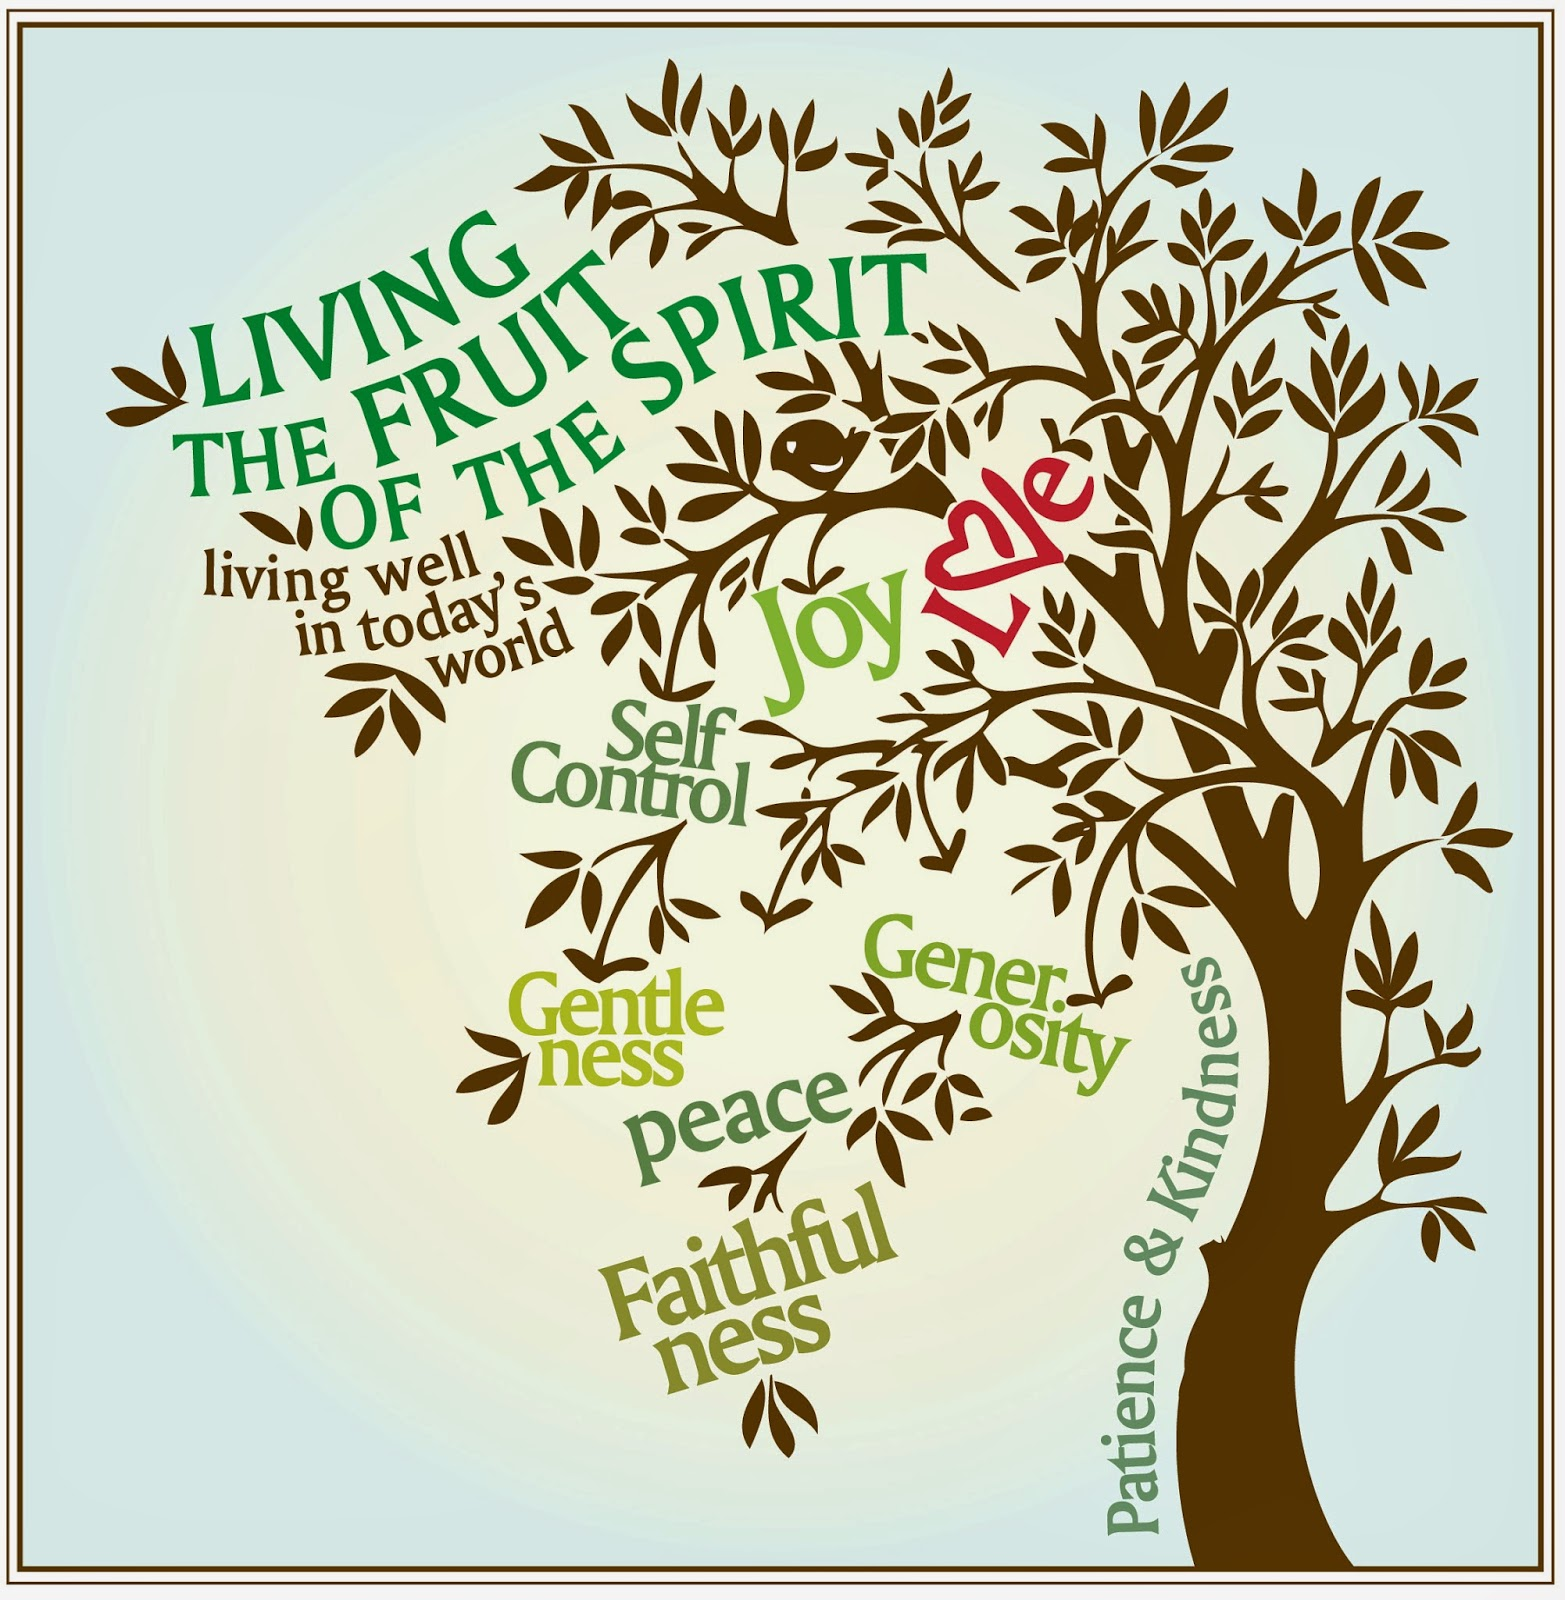 LIVING
THE FRUIT
OF THE SPIRIT
living well
in today's
world
Love
Joy
Self
Control
Gener.
osity
Gentle
ness
peace
Faithful
ness
Patience & Kindness